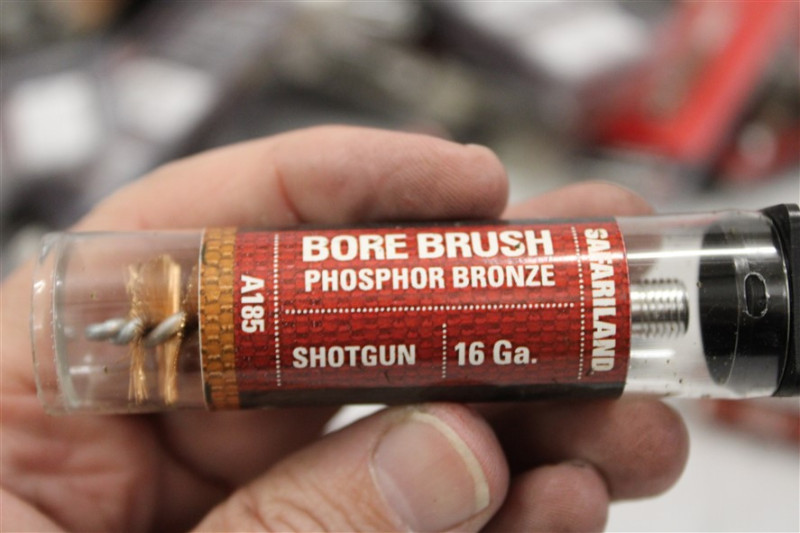 A185
BORE BRUSH
PHOSPHOR BRONZE
SHOTGUN
16 Ga.
SAFARILAND